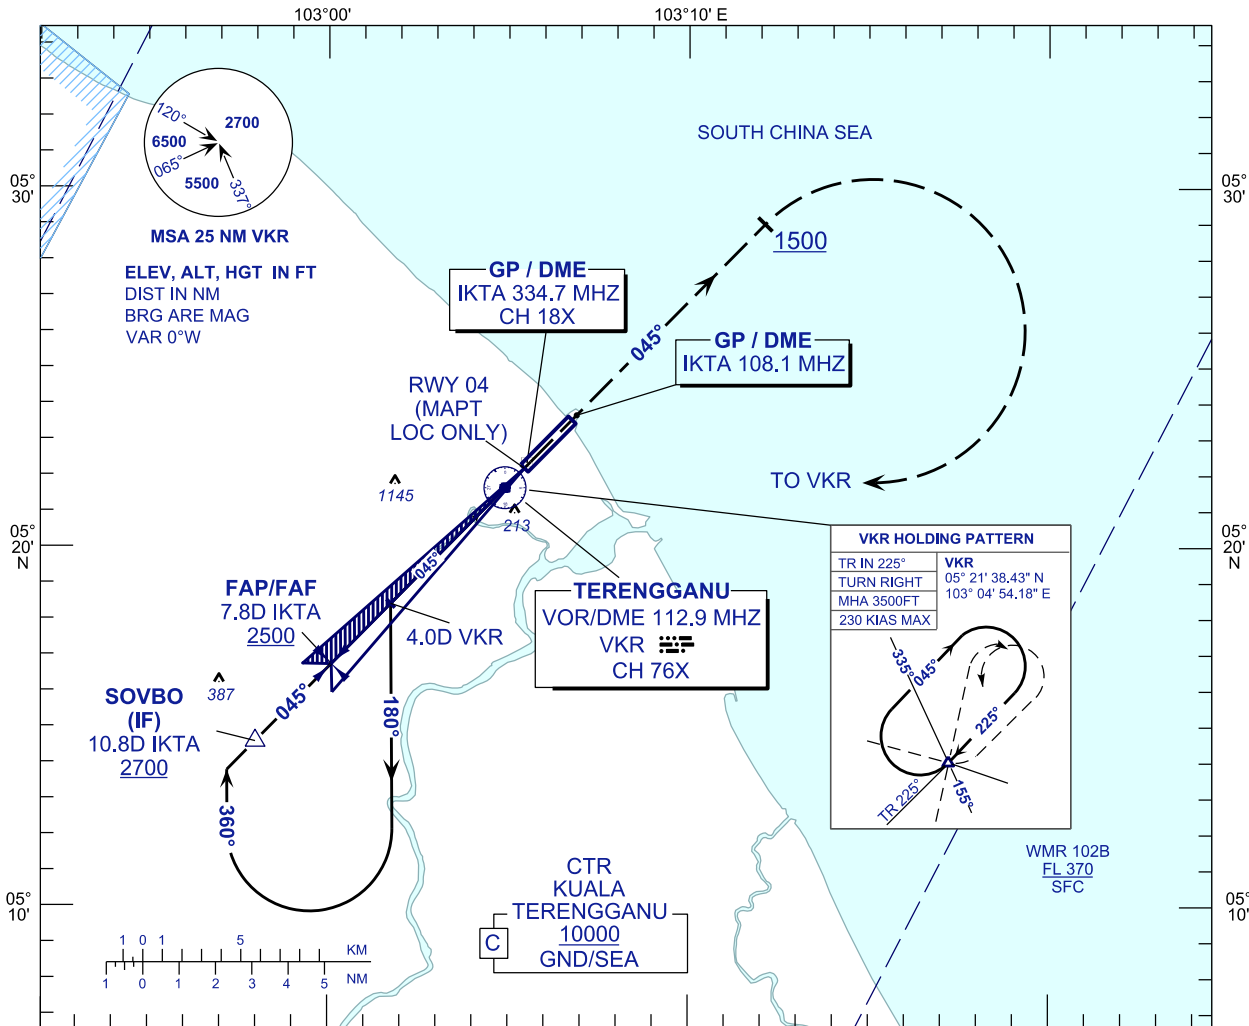 103°00'
103°10' E
05°
30'
05°
30'
120°
2700
6500
065°
5500
337°
MSA 25 NM VKR
ELEV, ALT, HGT IN FT
DIST IN NM
BRG ARE MAG
VAR 0°W
SOUTH CHINA SEA
1500
GP / DME
IKTA 334.7 MHZ
CH 18X
045°
GP / DME
IKTA 108.1 MHZ
RWY 04
(MAPT
LOC ONLY)
1145
213
TO VKR
05°
20'
N
05°
20'
N
045°
FAP/FAF
7.8D IKTA
2500
4.0D VKR
TERENGGANU
VOR/DME 112.9 MHZ
VKR
CH 76X
VKR HOLDING PATTERN
TR IN 225°
TURN RIGHT
MHA 3500FT
230 KIAS MAX
VKR
05° 21' 38.43" N
103° 04' 54.18" E
335°
045°
225°
TR 225°
155°
387
045°
SOVBO
(IF)
10.8D IKTA
2700
180°
360°
WMR 102B
FL 370
SFC
CTR
KUALA
TERENGGANU
10000
GND/SEA
C
05°
10'
05°
10'
1 0 1 5 KM
1 0 1 2 3 4 5 NM